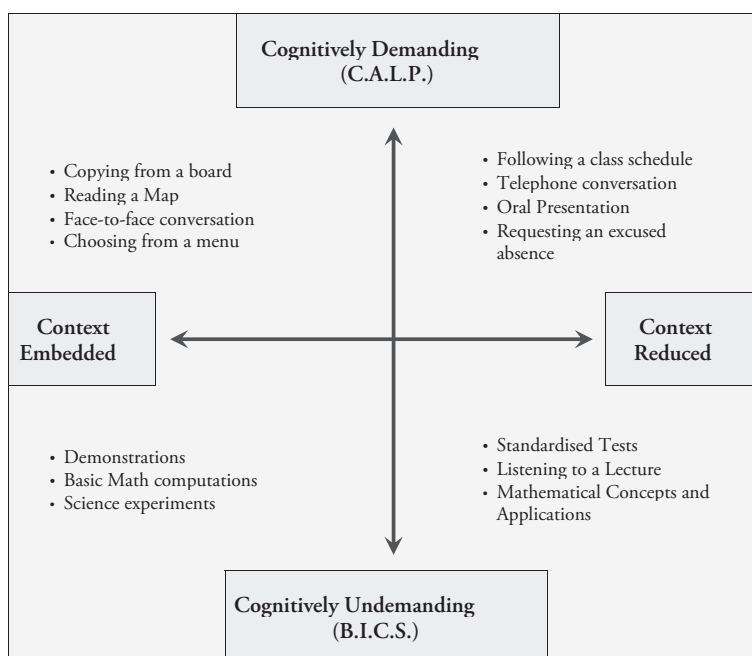 Cognitively Demanding
(C.A.L.P.)
• Copying from a board
• Reading a Map
• Face-to-face conversation
• Choosing from a menu
• Following a class schedule
• Telephone conversation
• Oral Presentation
• Requesting an excused
absence
Context
Embedded
Context
Reduced
• Demonstrations
• Basic Math computations
• Science experiments
• Standardised Tests
• Listening to a Lecture
• Mathematical Concepts and
Applications
Cognitively Undemanding
(B.I.C.S.)